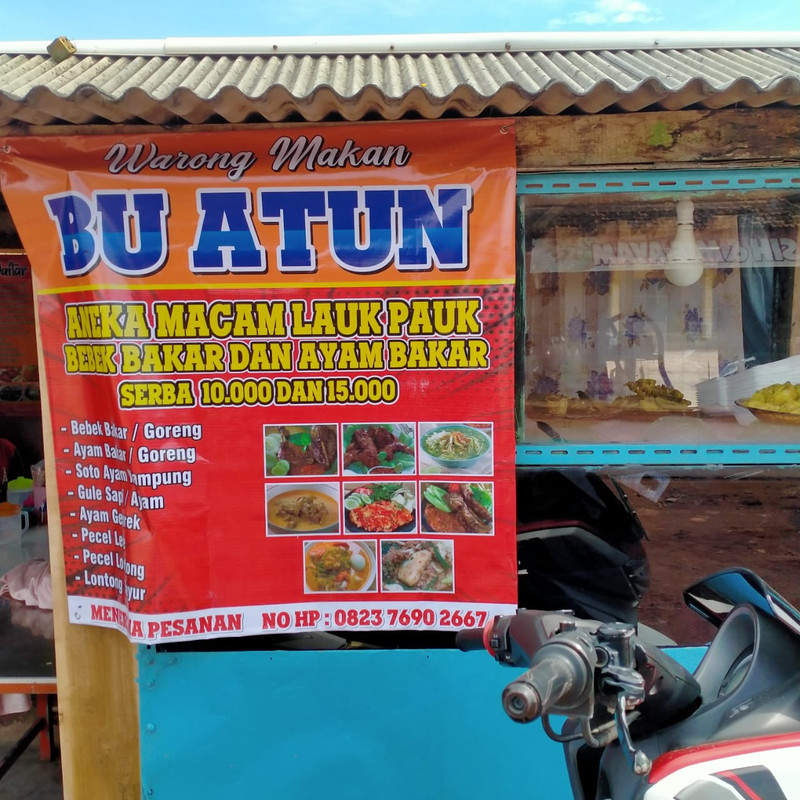 Warong Makan
BU ATUN
ANEKA MACAM LAUK PAUK
BEBEK BAKAR DAN AYAM BAKAR
SERBA 10.000 DAN 15.000
- Bebek Bakar / Goreng
- Ayam Bakar / Goreng
- Soto Ayam Lampung
- Gule Sapi / Ayam
- Ayam Geprek
- Pecel Lele
- Pecel Lontong
- Lontong Sayur
MENERIMA PESANAN NO HP : 0823 7690 2667